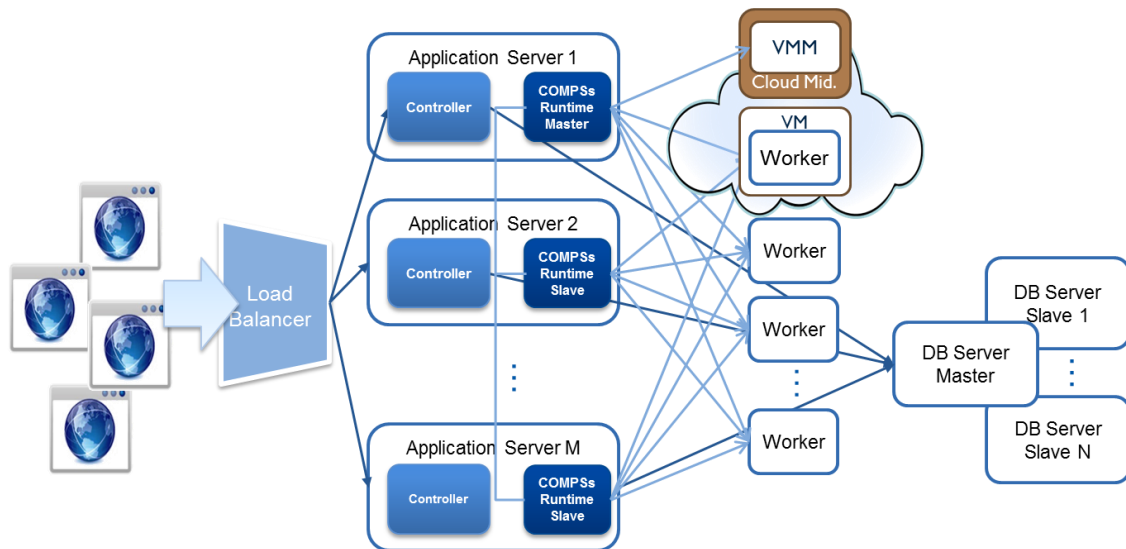 Load
Balancer
Application Server 1
Controller
COMPSs
Runtime
Master
Application Server 2
Controller
COMPSs
Runtime
Slave
Application Server M
Controller
COMPSs
Runtime
Slave
VMM
Cloud Mid.
VM
Worker
Worker
Worker
Worker
DB Server
Slave 1
DB Server
Master
DB Server
Slave N